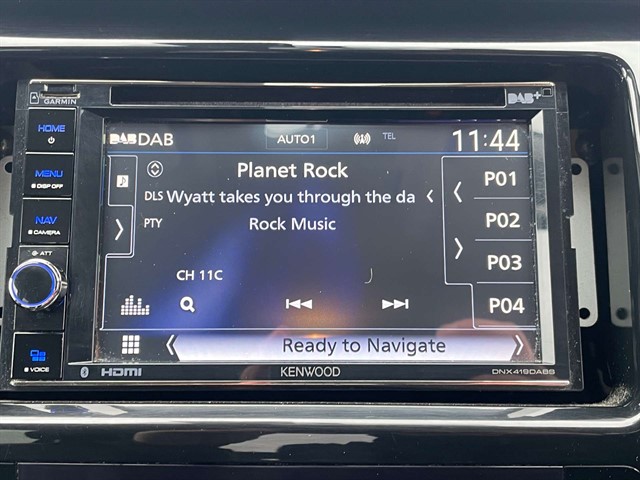 GARMIN
DAB+
HOME
MENU
DISP OFF
NAV
CAMERA
ATT
VOICE
DAB DAB AUTO1 TEL 11:44
Planet Rock
DLS Wyatt takes you through the da
PTY Rock Music
CH 11C
P01
P02
P03
P04
Ready to Navigate
HDMI KENWOOD DNX419DABS